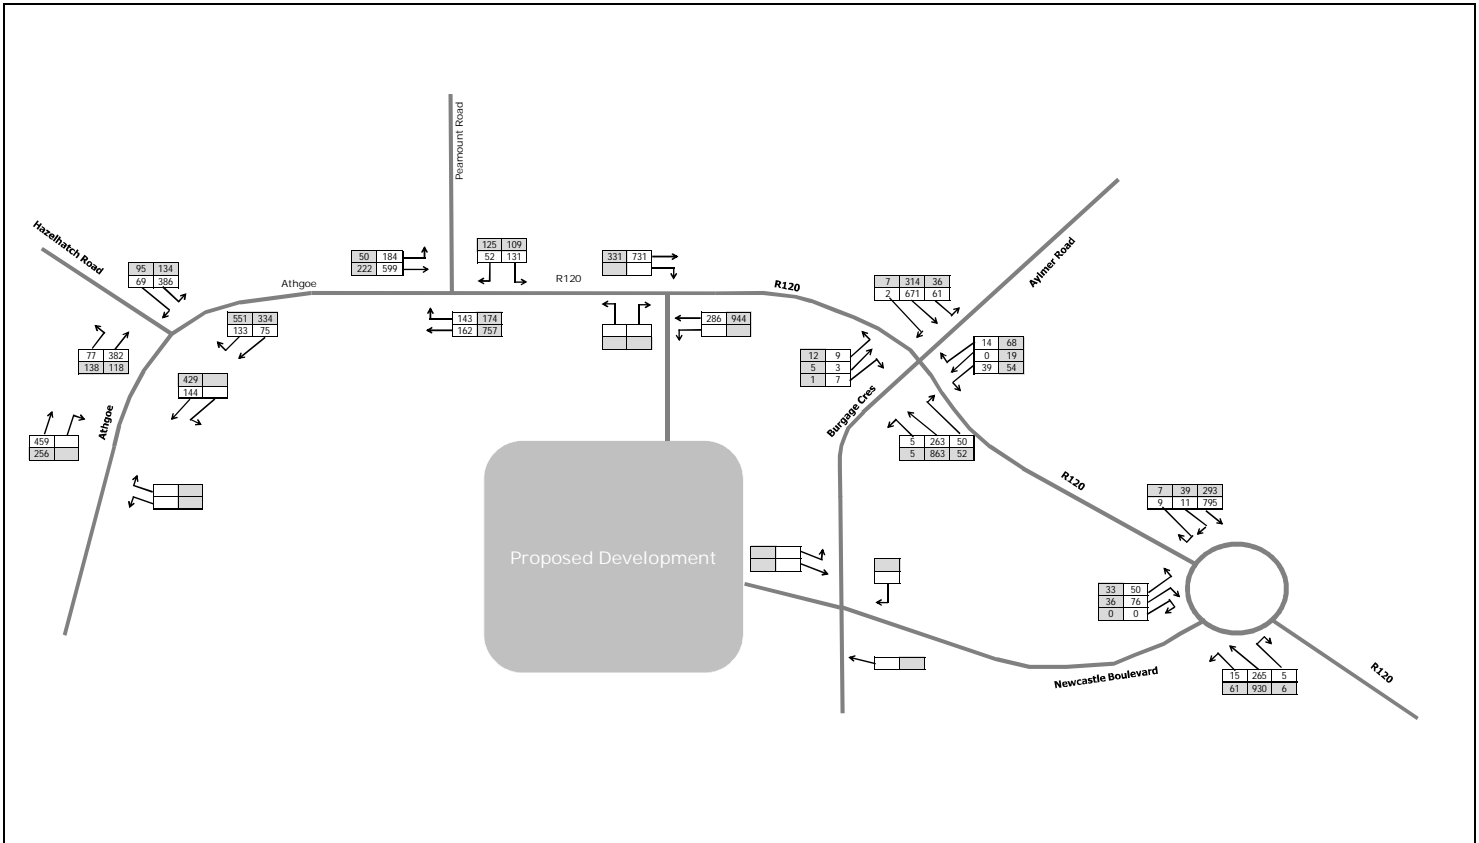 Peamount Road
Hazelhatch Road
Aylmer Road
125 109
52 131
50 184
222 599
331 731
95 134
69 386
Athgoe
R120
R120
7 314 36
2 671 61
551 334
133 75
143 174
162 757
286 944
77 382
138 118
12 9
5 3
1 7
14 68
0 19
39 54
429
144
Athgoe
Burgage Cres
459
256
5 263 50
5 863 52
R120
7 39 293
9 11 795
Proposed Development
33 50
36 76
0 0
Newcastle Boulevard
15 265 5
61 930 6
R120